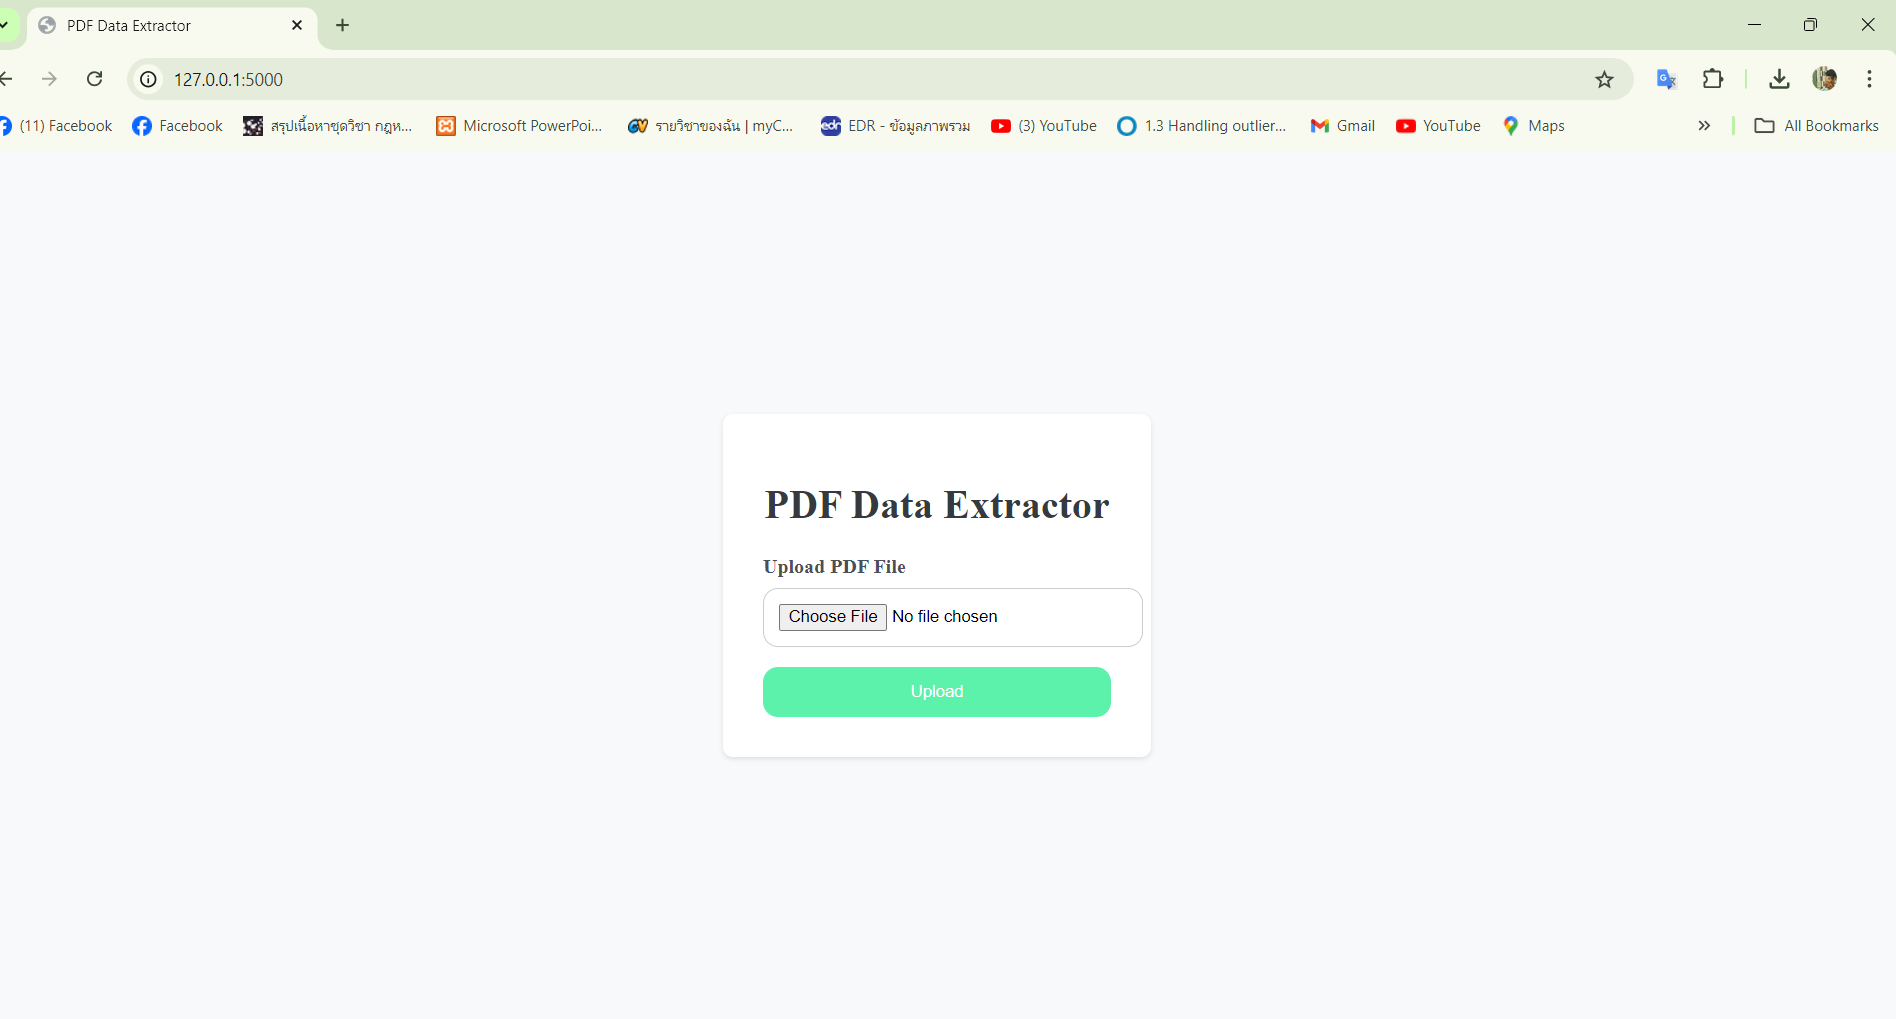 PDF Data Extractor
127.0.0.1:5000
(11) Facebook Facebook สรุปเนื้อหาชุดวิชา กฎห... Microsoft PowerPoi... รายวิชาของฉัน | myC... EDR - ข้อมูลภาพรวม (3) YouTube 1.3 Handling outlier... Gmail YouTube Maps All Bookmarks
PDF Data Extractor
Upload PDF File
Choose File No file chosen
Upload